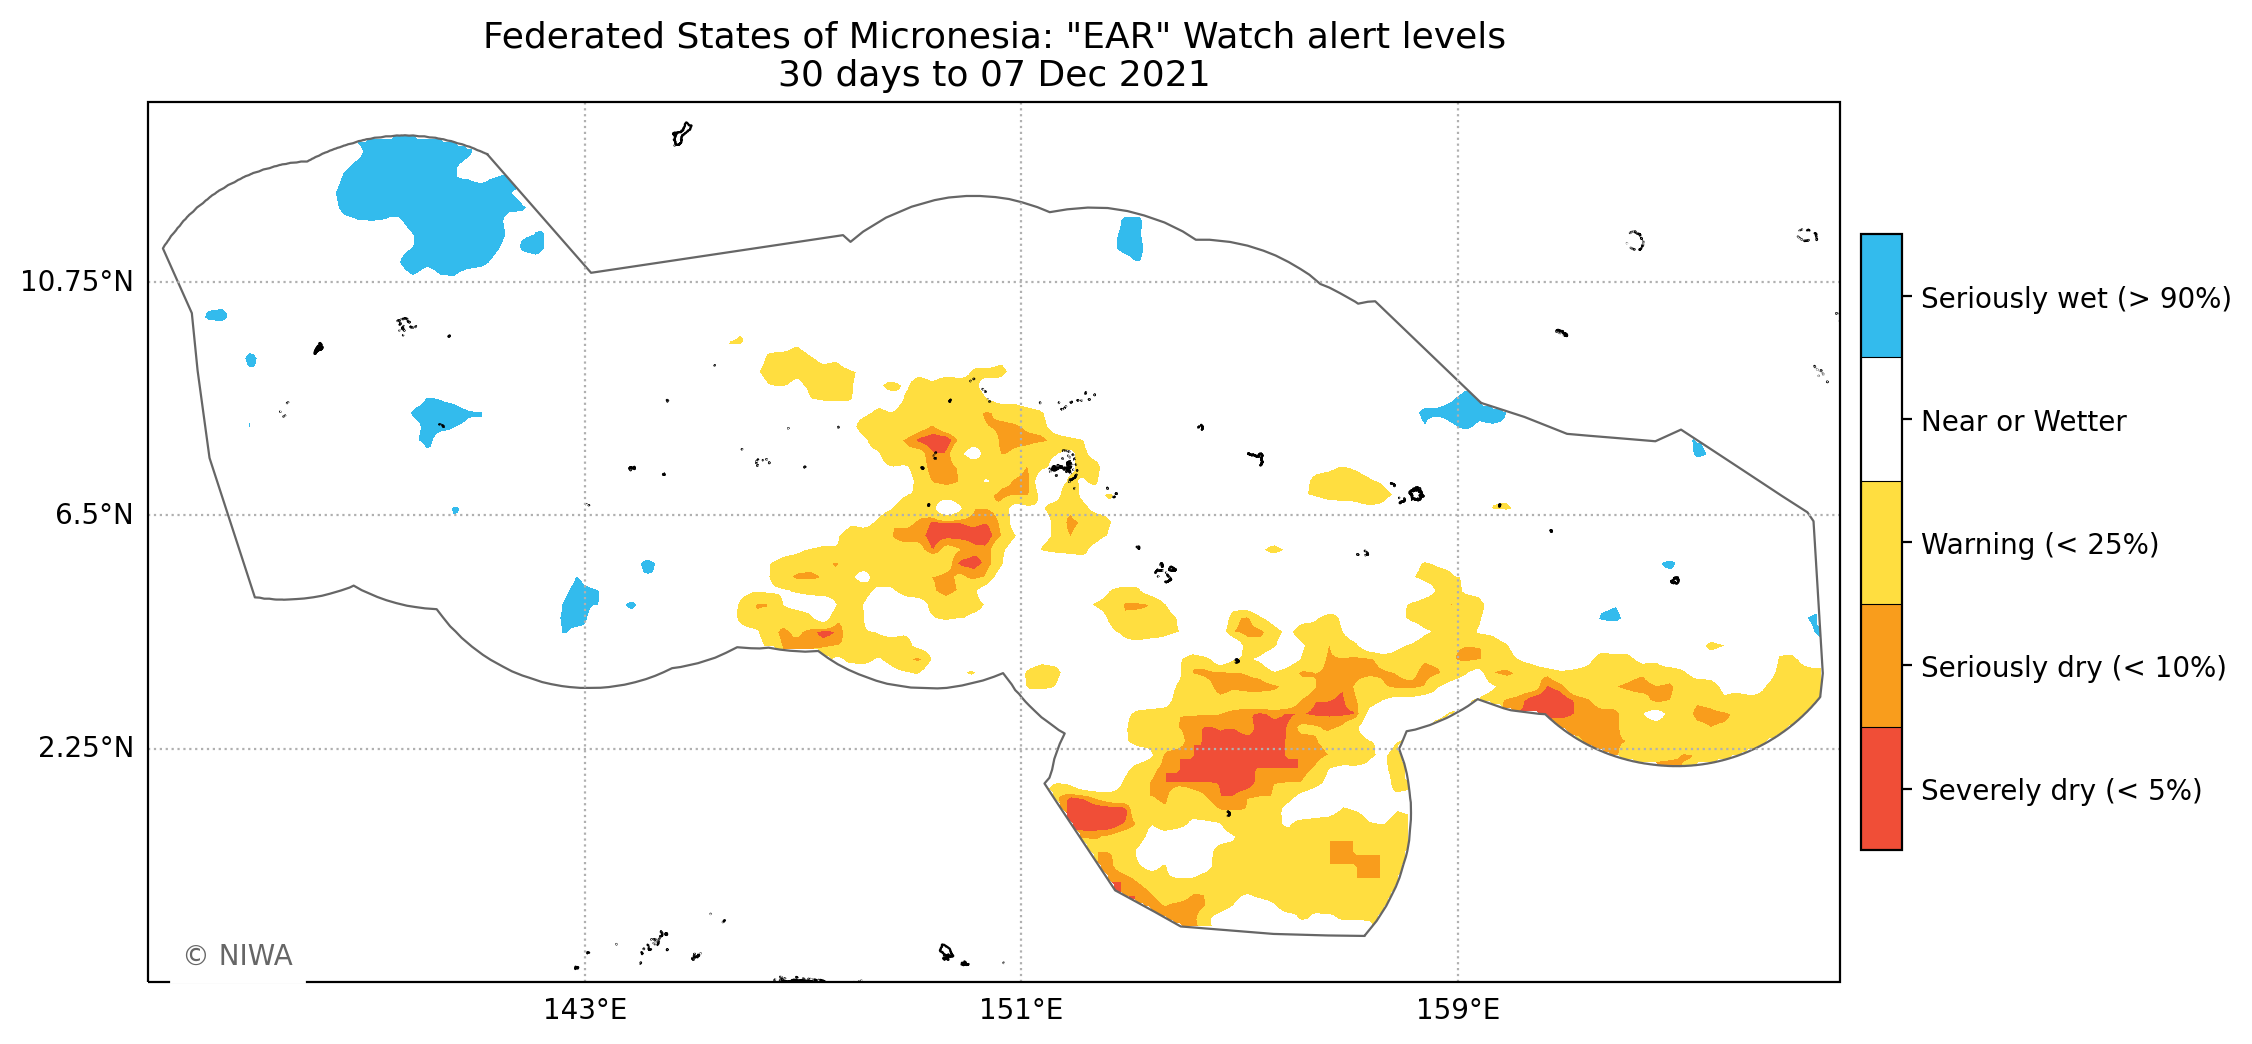 Federated States of Micronesia: "EAR" Watch alert levels
30 days to 07 Dec 2021
10.75°N
6.5°N
2.25°N
143°E
151°E
159°E
© NIWA
Seriously wet (> 90%)
Near or Wetter
Warning (< 25%)
Seriously dry (< 10%)
Severely dry (< 5%)